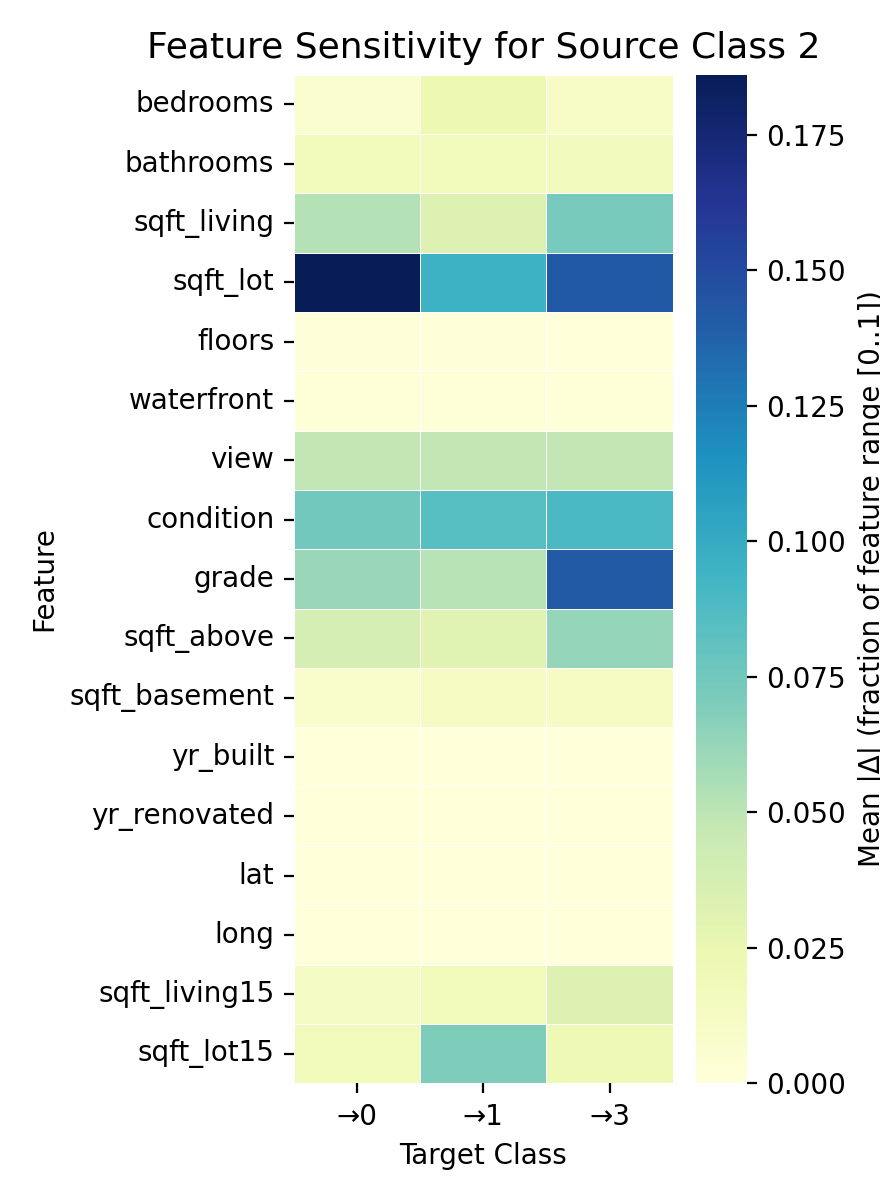 Feature Sensitivity for Source Class 2
Feature
bedrooms
bathrooms
sqft_living
sqft_lot
floors
waterfront
view
condition
grade
sqft_above
sqft_basement
yr_built
yr_renovated
lat
long
sqft_living15
sqft_lot15
→0
→1
→3
Target Class
0.175
0.150
0.125
0.100
0.075
0.050
0.025
0.000
Mean |Δ| (fraction of feature range [0..1])